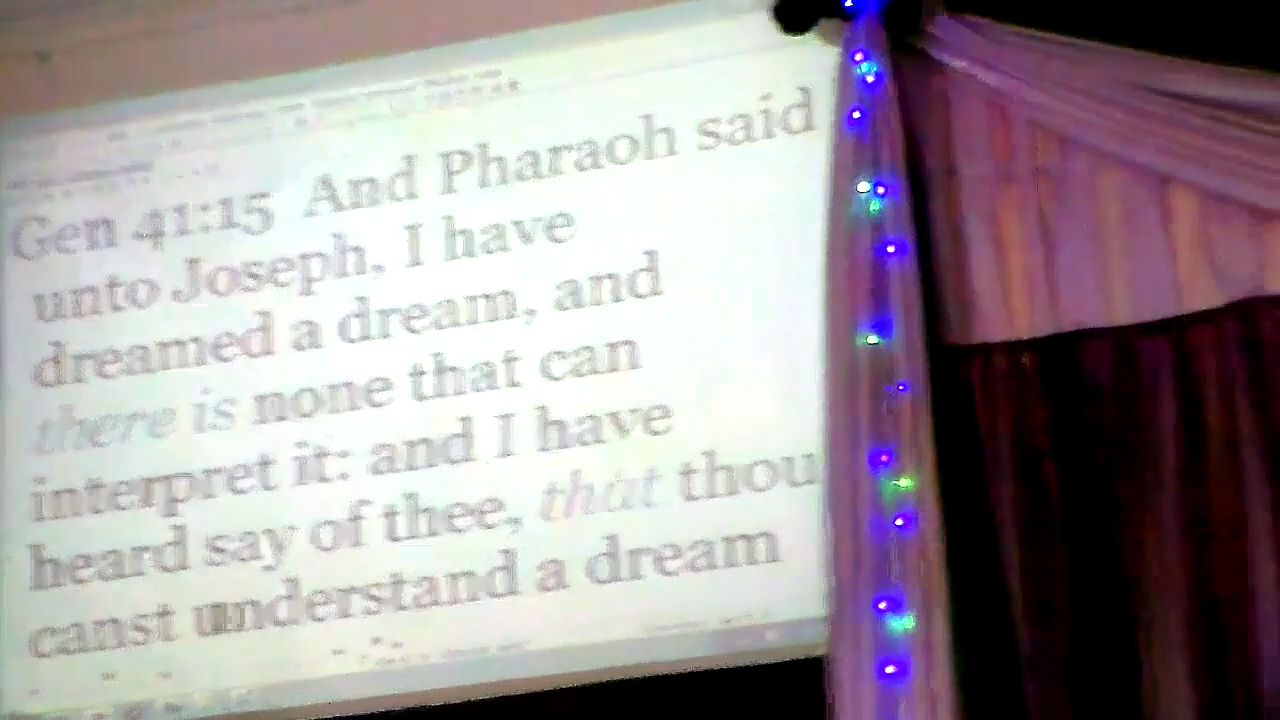 Gen 41:15 And Pharaoh said
unto Joseph, I have
dreamed a dream, and
there is none that can
interpret it: and I have
heard say of thee, that thou
canst understand a dream